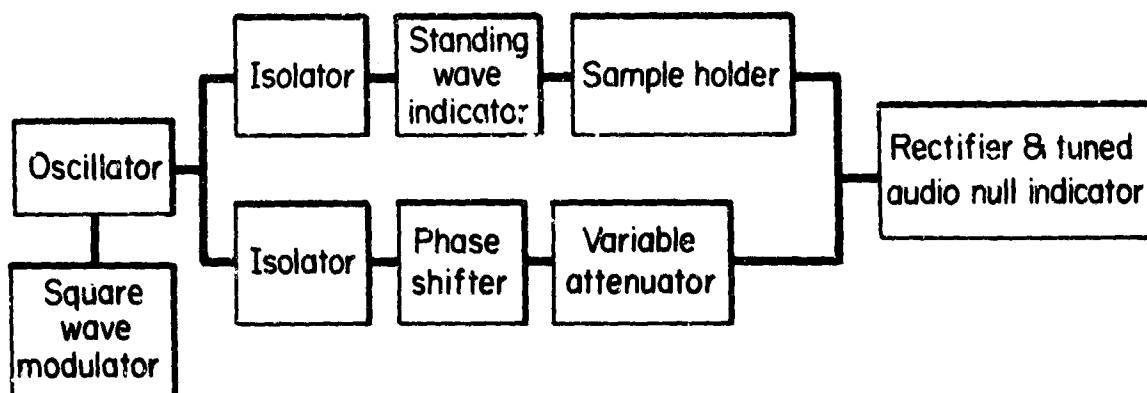 Isolator
Standing
wave
indicator
Sample holder
Oscillator
Rectifier & tuned
audio null indicator
Isolator
Phase
shifter
Variable
attenuator
Square
wave
modulator